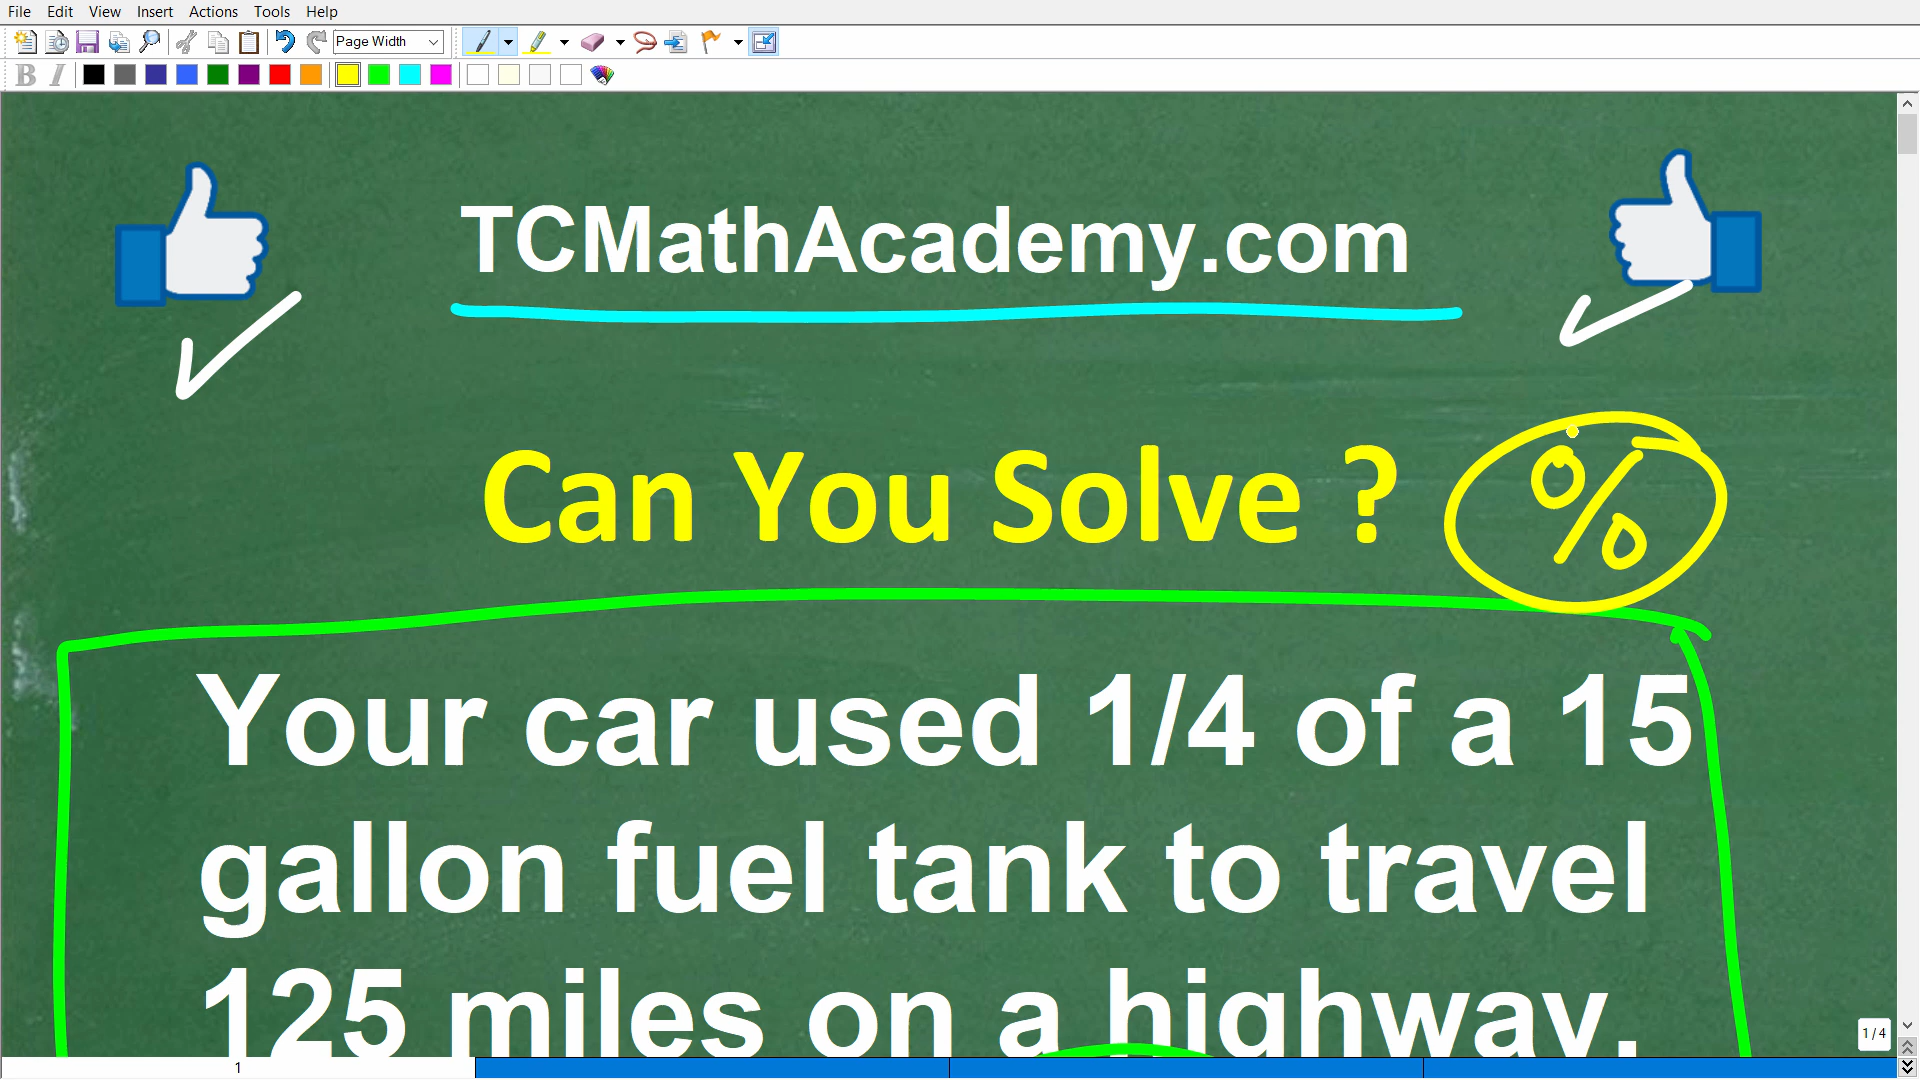 File Edit View Insert Actions Tools Help
Page Width
B I
TCMathAcademy.com
Can You Solve ? %
Your car used 1/4 of a 15
gallon fuel tank to travel
125 miles on a highway.
1 / 4
1